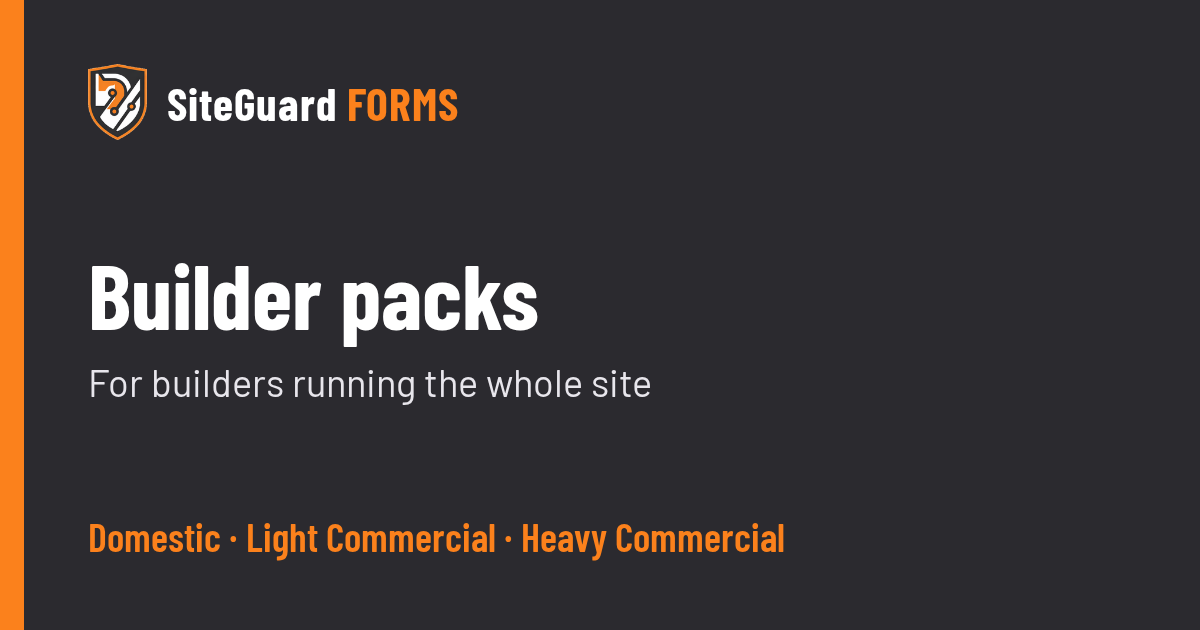 SiteGuard FORMS
Builder packs
For builders running the whole site
Domestic · Light Commercial · Heavy Commercial